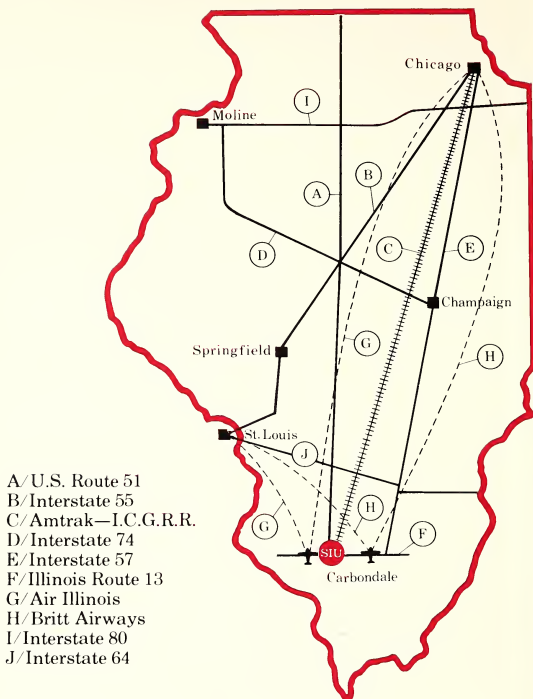 Chicago
I
Moline
B
A
C
E
D
Champaign
Springfield
G
H
St. Louis
J
A/U.S. Route 51
B/Interstate 55
C/Amtrak—I.C.G.R.R.
D/Interstate 74
E/Interstate 57
F/Illinois Route 13
G/Air Illinois
H/Britt Airways
I/Interstate 80
J/Interstate 64
G
H
F
SIU
Carbondale